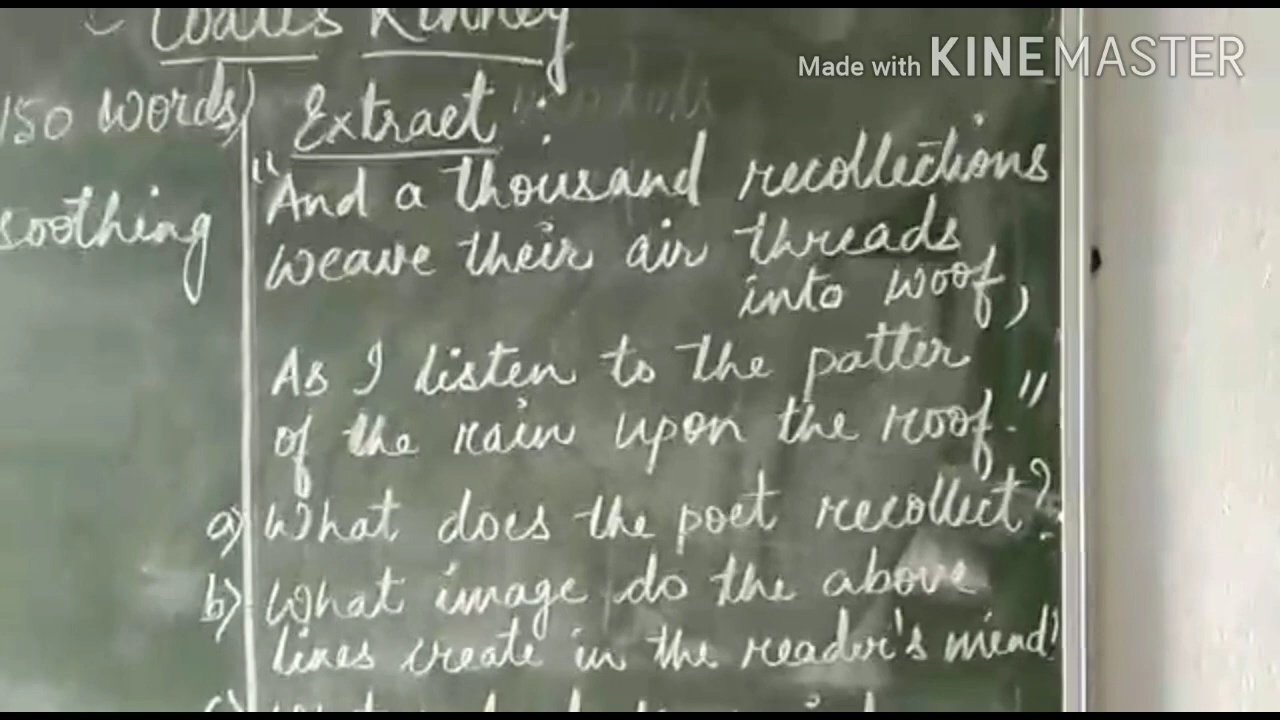 Coates Kinney
Made with KINEMASTER
150 words)
Extract
soothing
"And a thousand recollections
weave their air threads
into woof,
As I listen to the patter
of the rain upon the roof."
a) What does the poet recollect?
b) What image do the above
lines create in the reader's mind?
c)